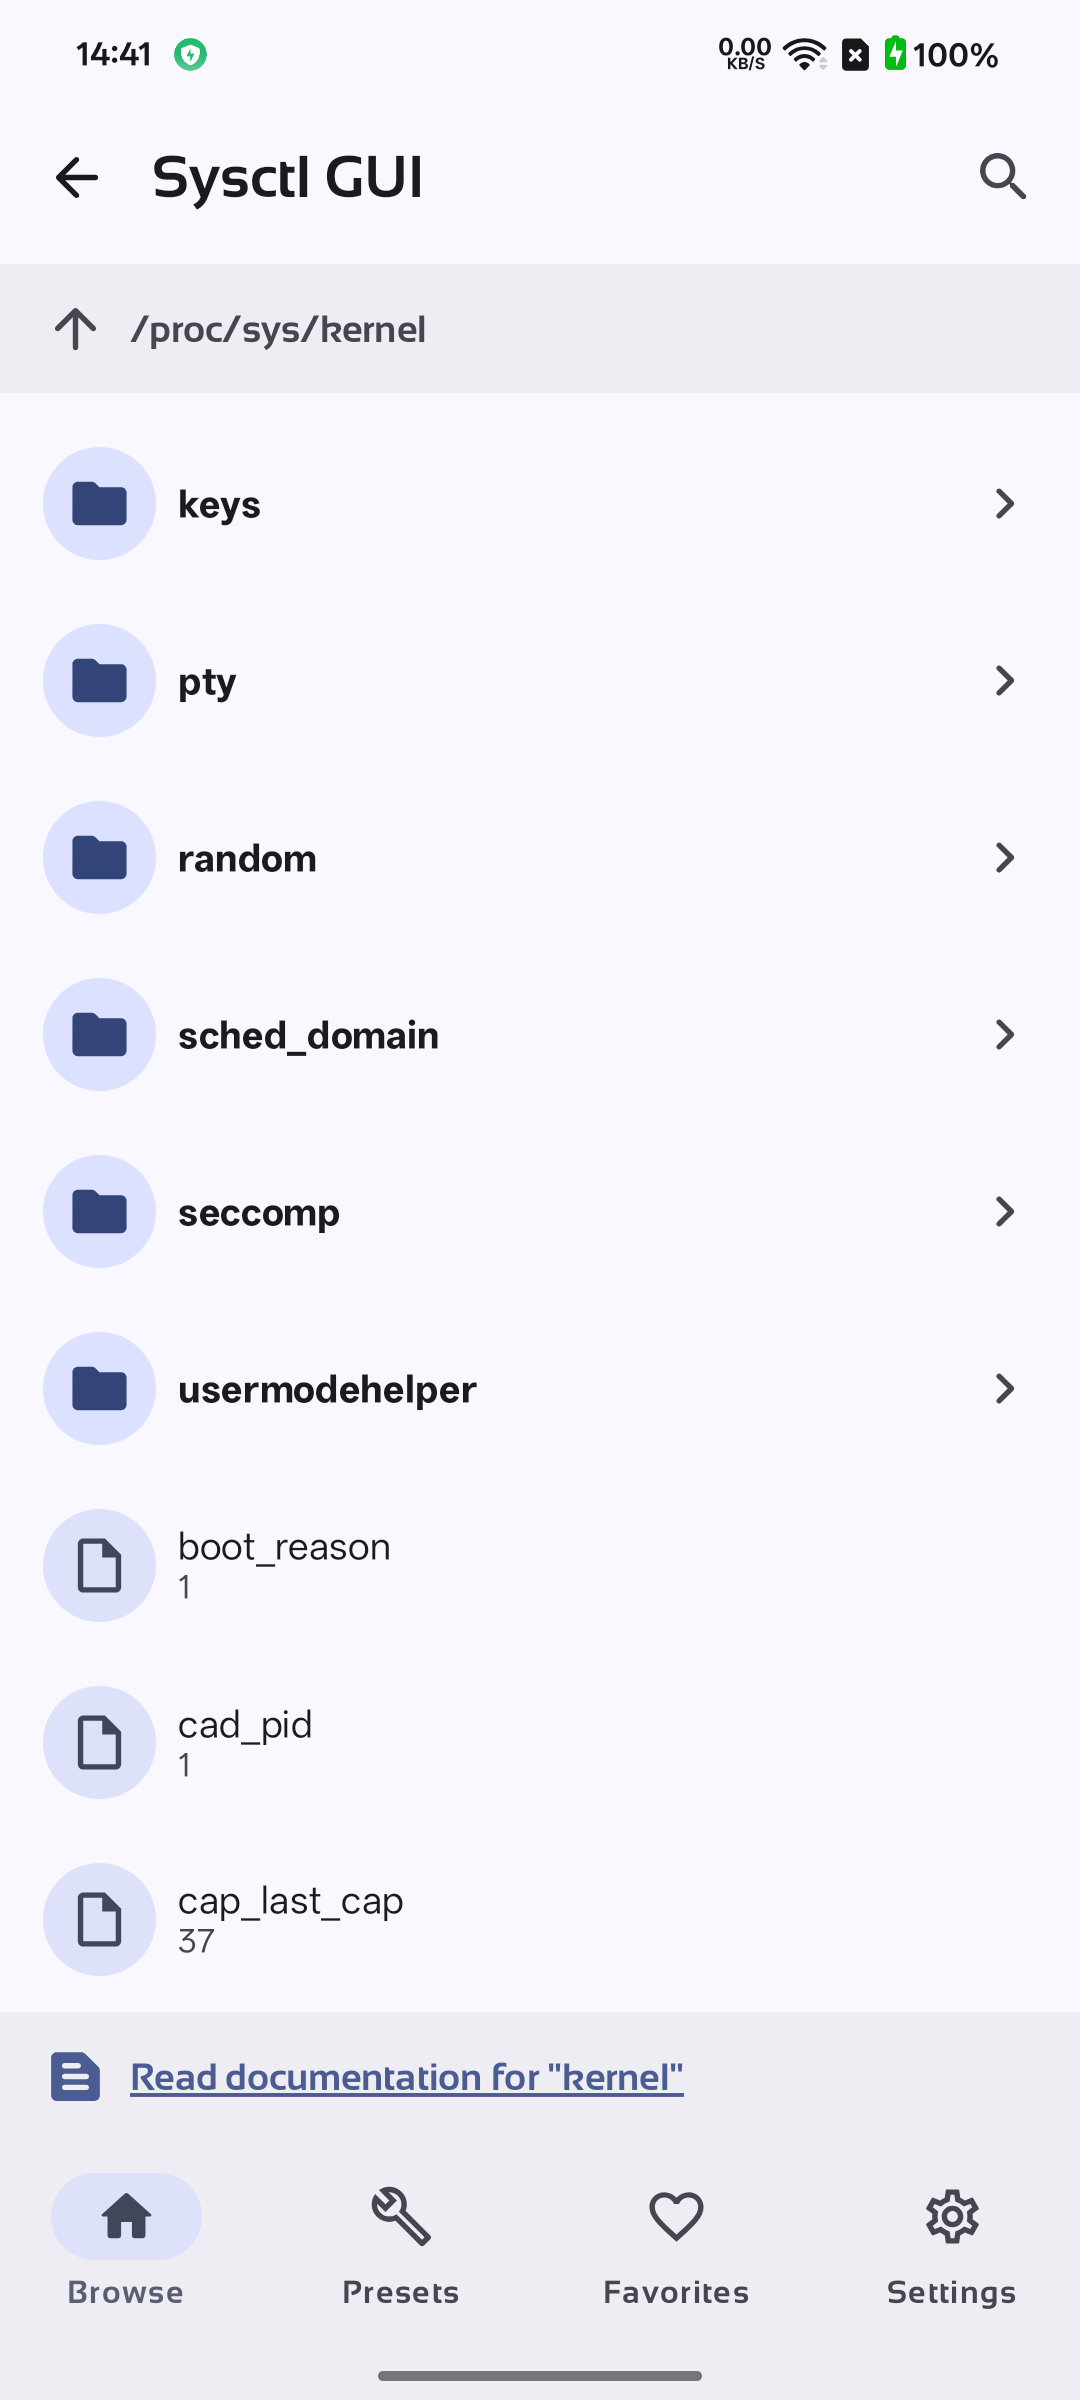 14:41
0.00
KB/S
100%
Sysctl GUI
/proc/sys/kernel
keys
pty
random
sched_domain
seccomp
usermodehelper
boot_reason
1
cad_pid
1
cap_last_cap
37
Read documentation for "kernel"
Browse
Presets
Favorites
Settings